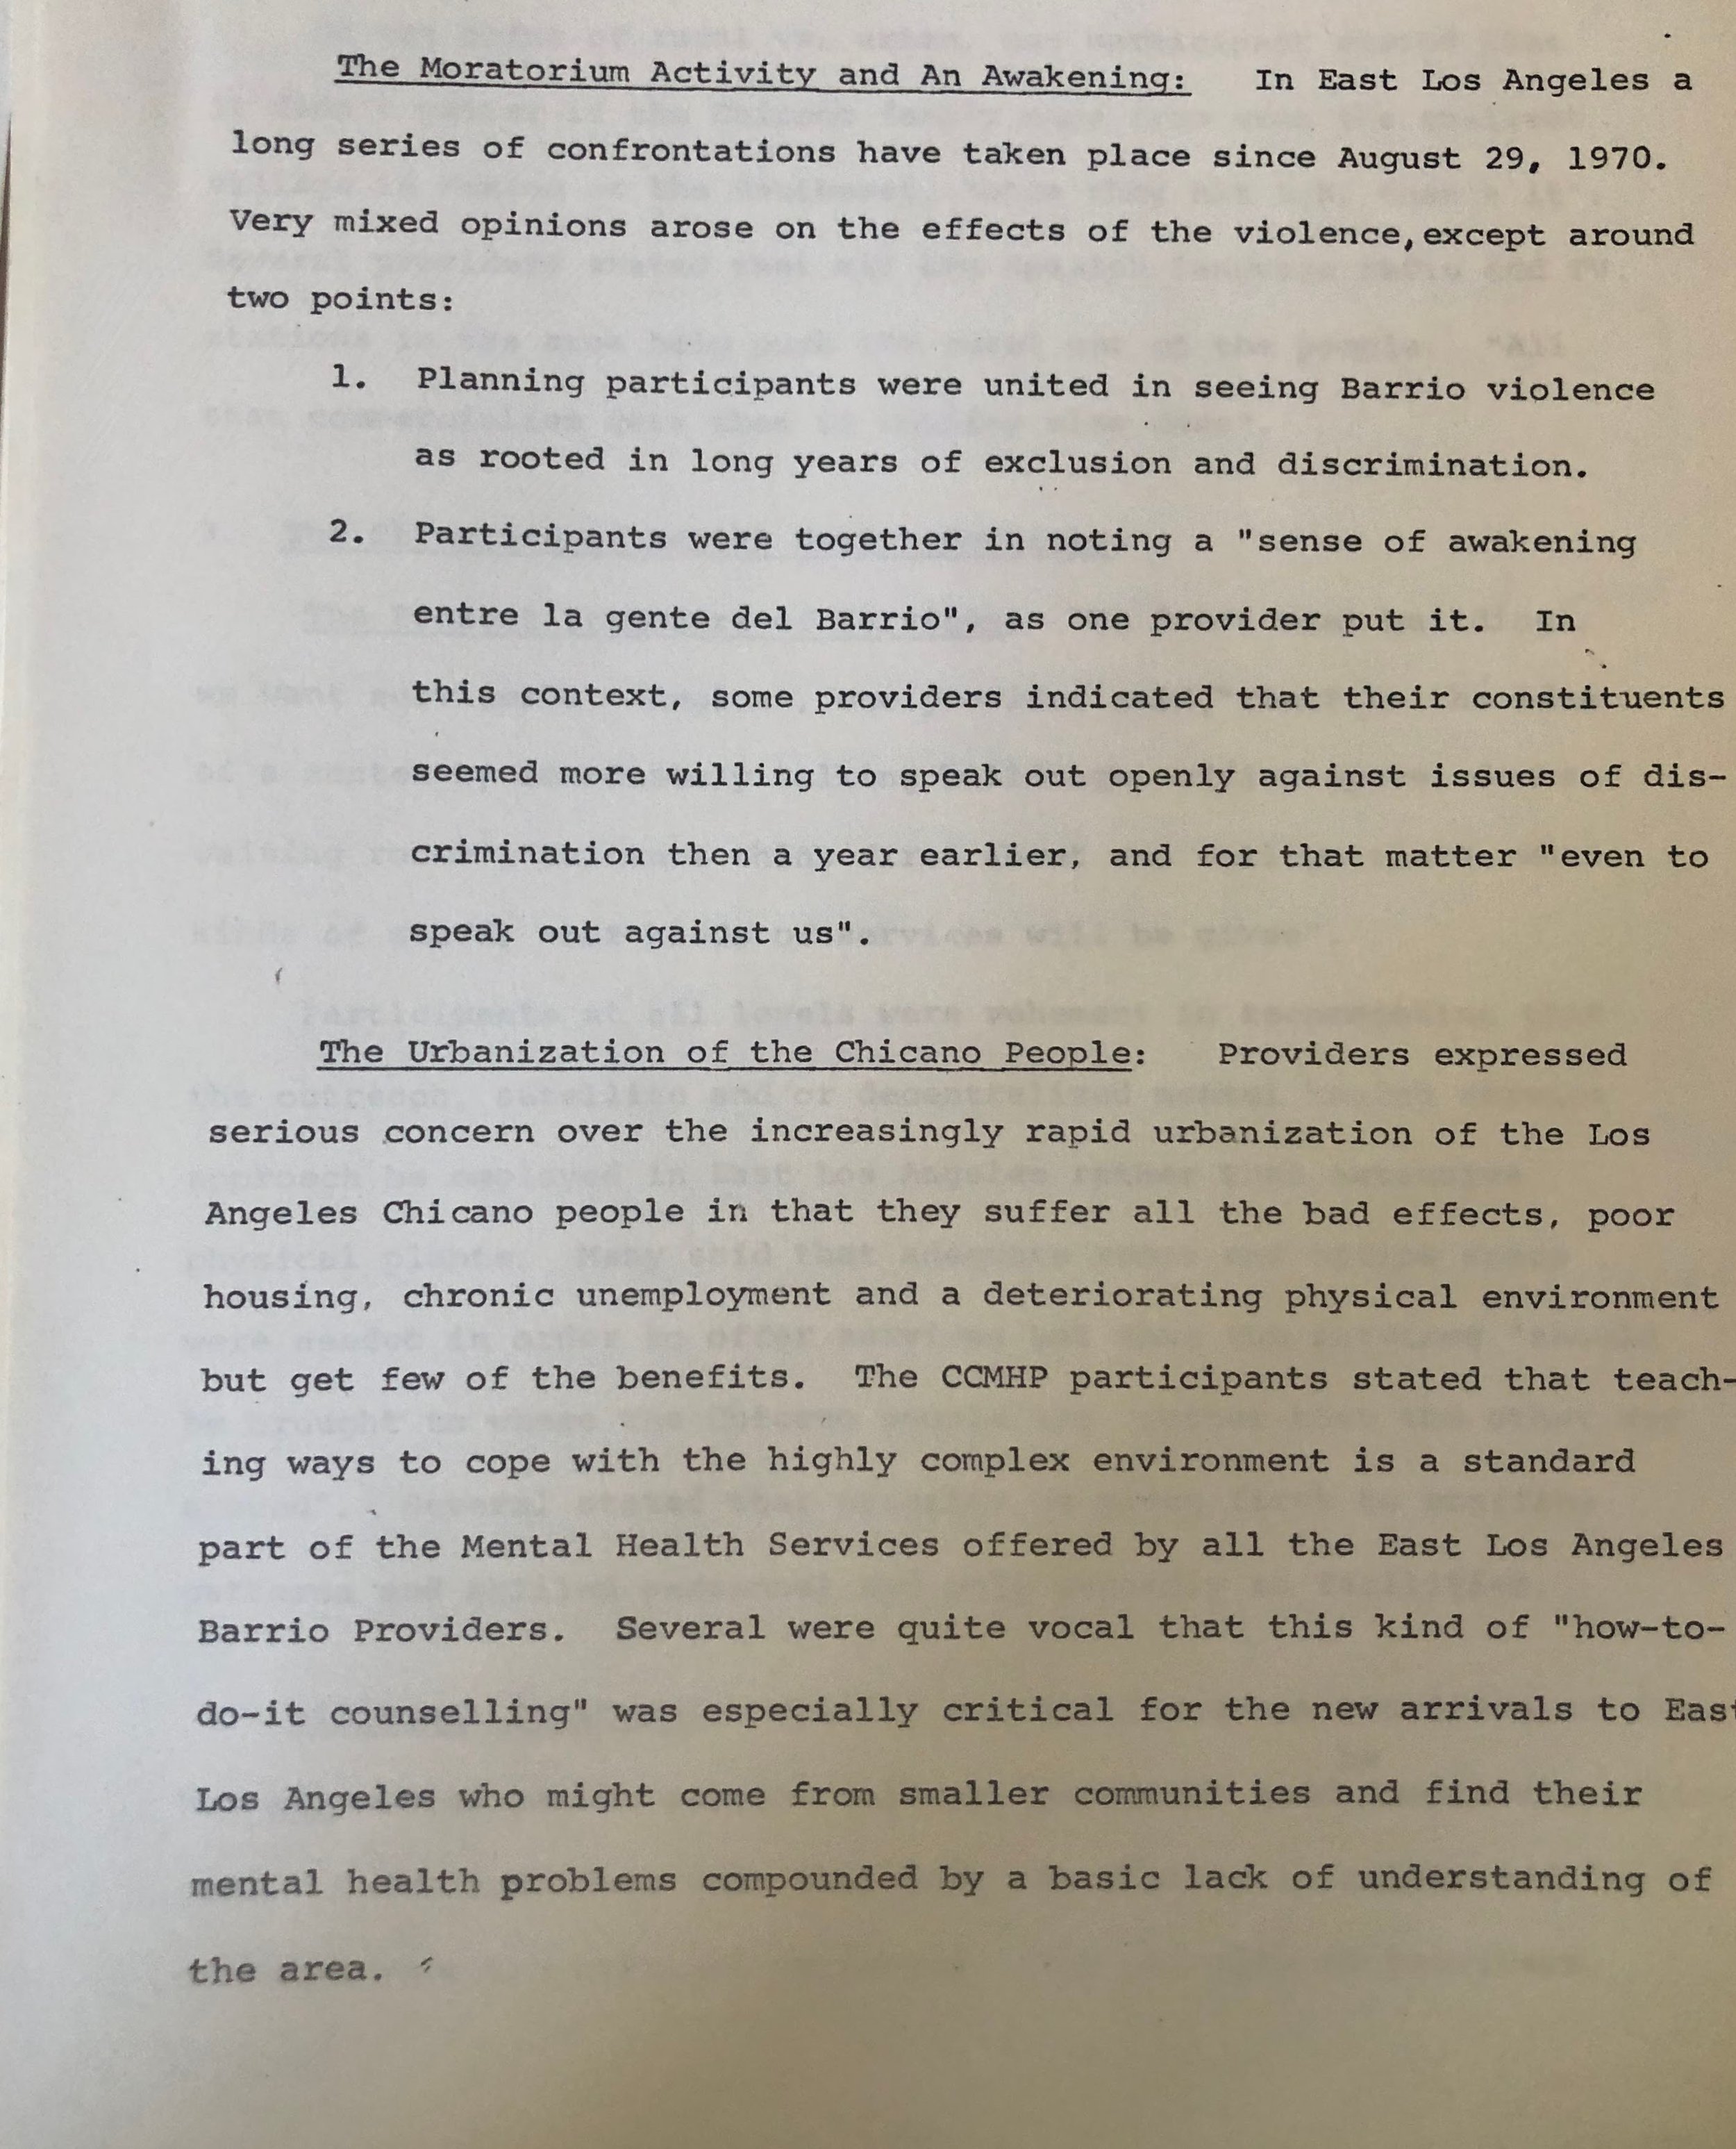 The Moratorium Activity and An Awakening: In East Los Angeles a
long series of confrontations have taken place since August 29, 1970.
Very mixed opinions arose on the effects of the violence, except around
two points:
1. Planning participants were united in seeing Barrio violence
as rooted in long years of exclusion and discrimination.
2. Participants were together in noting a "sense of awakening
entre la gente del Barrio", as one provider put it. In
this context, some providers indicated that their constituents
seemed more willing to speak out openly against issues of dis-
crimination then a year earlier, and for that matter "even to
speak out against us".
The Urbanization of the Chicano People: Providers expressed
serious concern over the increasingly rapid urbanization of the Los
Angeles Chicano people in that they suffer all the bad effects, poor
housing, chronic unemployment and a deteriorating physical environment
but get few of the benefits. The CCMHP participants stated that teach-
ing ways to cope with the highly complex environment is a standard
part of the Mental Health Services offered by all the East Los Angeles
Barrio Providers. Several were quite vocal that this kind of "how-to-
do-it counselling" was especially critical for the new arrivals to East
Los Angeles who might come from smaller communities and find their
mental health problems compounded by a basic lack of understanding of
the area.